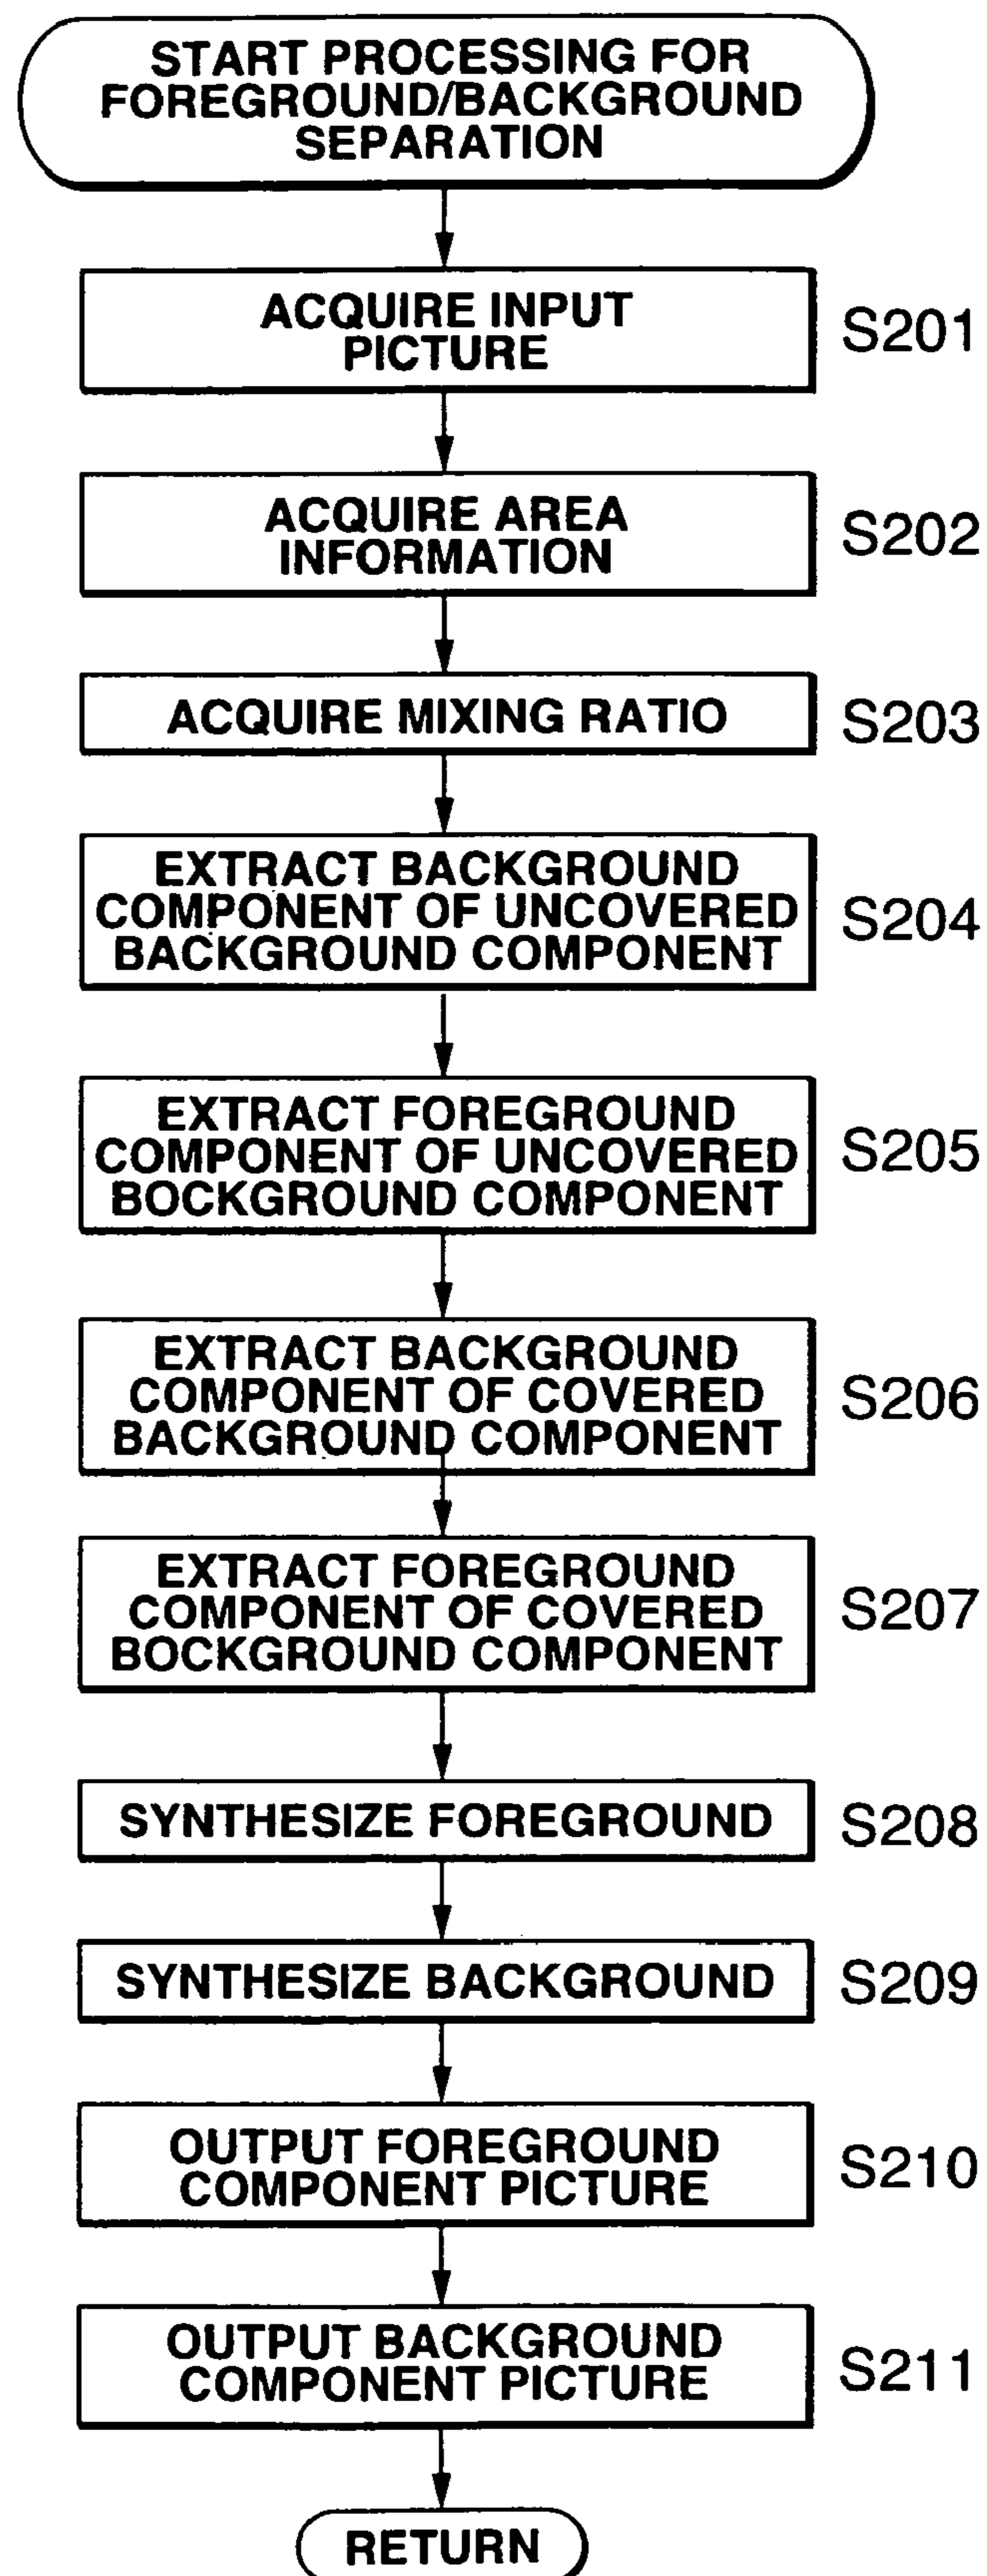 START PROCESSING FOR
FOREGROUND/BACKGROUND
SEPARATION
ACQUIRE INPUT
PICTURE
S201
ACQUIRE AREA
INFORMATION
S202
ACQUIRE MIXING RATIO
S203
EXTRACT BACKGROUND
COMPONENT OF UNCOVERED
BACKGROUND COMPONENT
S204
EXTRACT FOREGROUND
COMPONENT OF UNCOVERED
BOCKGROUND COMPONENT
S205
EXTRACT BACKGROUND
COMPONENT OF COVERED
BACKGROUND COMPONENT
S206
EXTRACT FOREGROUND
COMPONENT OF COVERED
BOCKGROUND COMPONENT
S207
SYNTHESIZE FOREGROUND
S208
SYNTHESIZE BACKGROUND
S209
OUTPUT FOREGROUND
COMPONENT PICTURE
S210
OUTPUT BACKGROUND
COMPONENT PICTURE
S211
RETURN